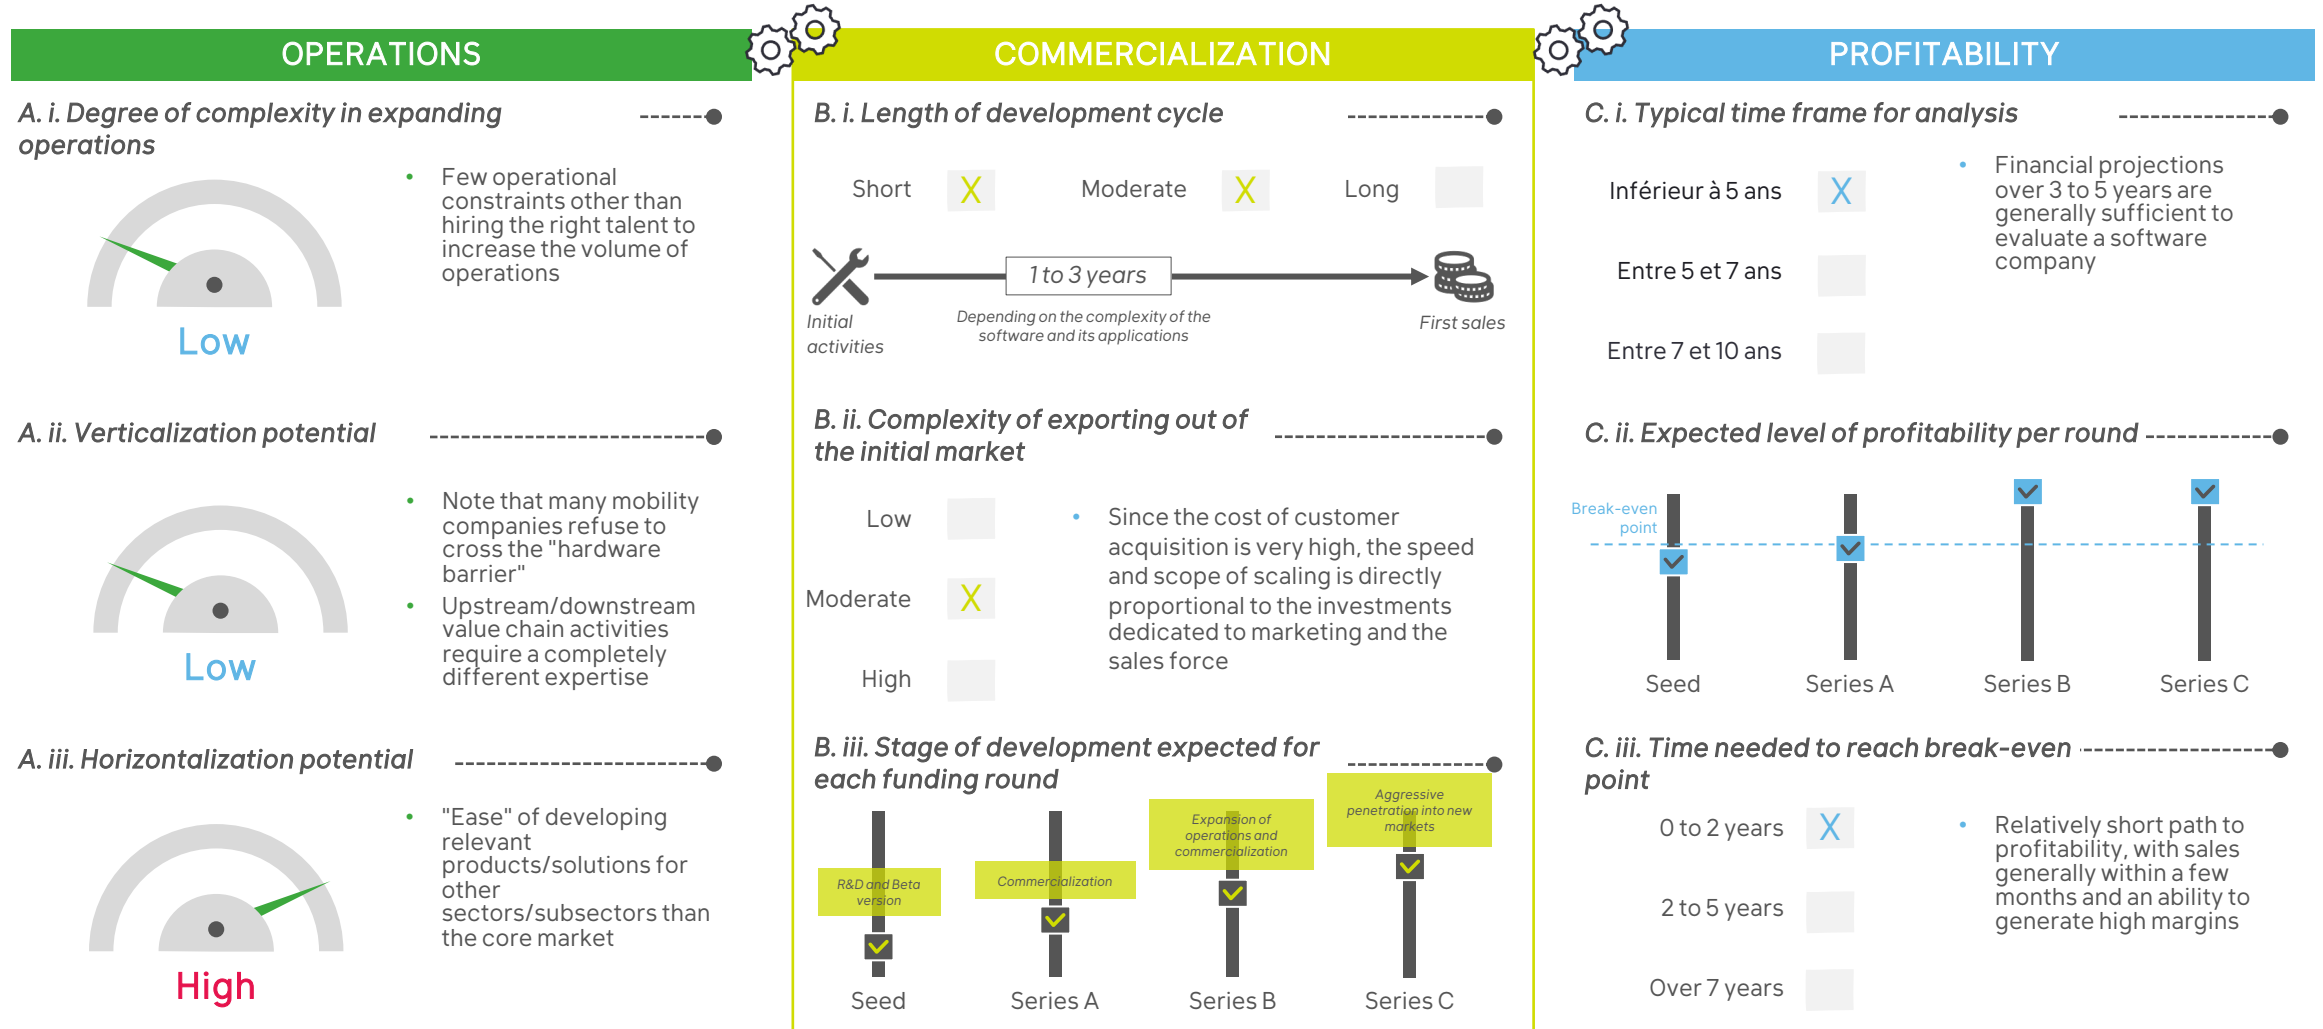 OPERATIONS
A. i. Degree of complexity in expanding
operations
Few operational
constraints other than
hiring the right talent to
increase the volume of
operations
Low
A. ii. Verticalization potential
Note that many mobility
companies refuse to
cross the "hardware
barrier"
Upstream/downstream
value chain activities
require a completely
different expertise
Low
A. iii. Horizontalization potential
"Ease" of developing
relevant
products/solutions for
other
sectors/subsectors than
the core market
High
COMMERCIALIZATION
B. i. Length of development cycle
Short X Moderate X Long
1 to 3 years
Initial
activities
Depending on the complexity of the
software and its applications
First sales
B. ii. Complexity of exporting out of
the initial market
Low
Moderate X
High
Since the cost of customer
acquisition is very high, the speed
and scope of scaling is directly
proportional to the investments
dedicated to marketing and the
sales force
B. iii. Stage of development expected for
each funding round
R&D and Beta
version
Commercialization
Expansion of
operations and
commercialization
Aggressive
penetration into new
markets
Seed Series A Series B Series C
PROFITABILITY
C. i. Typical time frame for analysis
Inférieur à 5 ans X
Entre 5 et 7 ans
Entre 7 et 10 ans
Financial projections
over 3 to 5 years are
generally sufficient to
evaluate a software
company
C. ii. Expected level of profitability per round
Break-even
point
Seed Series A Series B Series C
C. iii. Time needed to reach break-even
point
0 to 2 years X
2 to 5 years
Over 7 years
Relatively short path to
profitability, with sales
generally within a few
months and an ability to
generate high margins